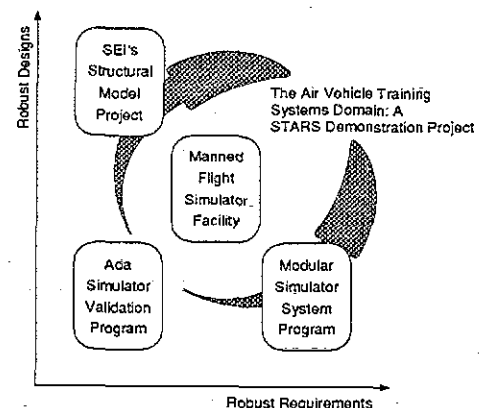 Robust Designs
SEI's
Structural
Model
Project
The Air Vehicle Training
Systems Domain: A
STARS Demonstration Project
Manned
Flight
Simulator
Facility
Ada
Simulator
Validation
Program
Modular
Simulator
System
Program
Robust Requirements